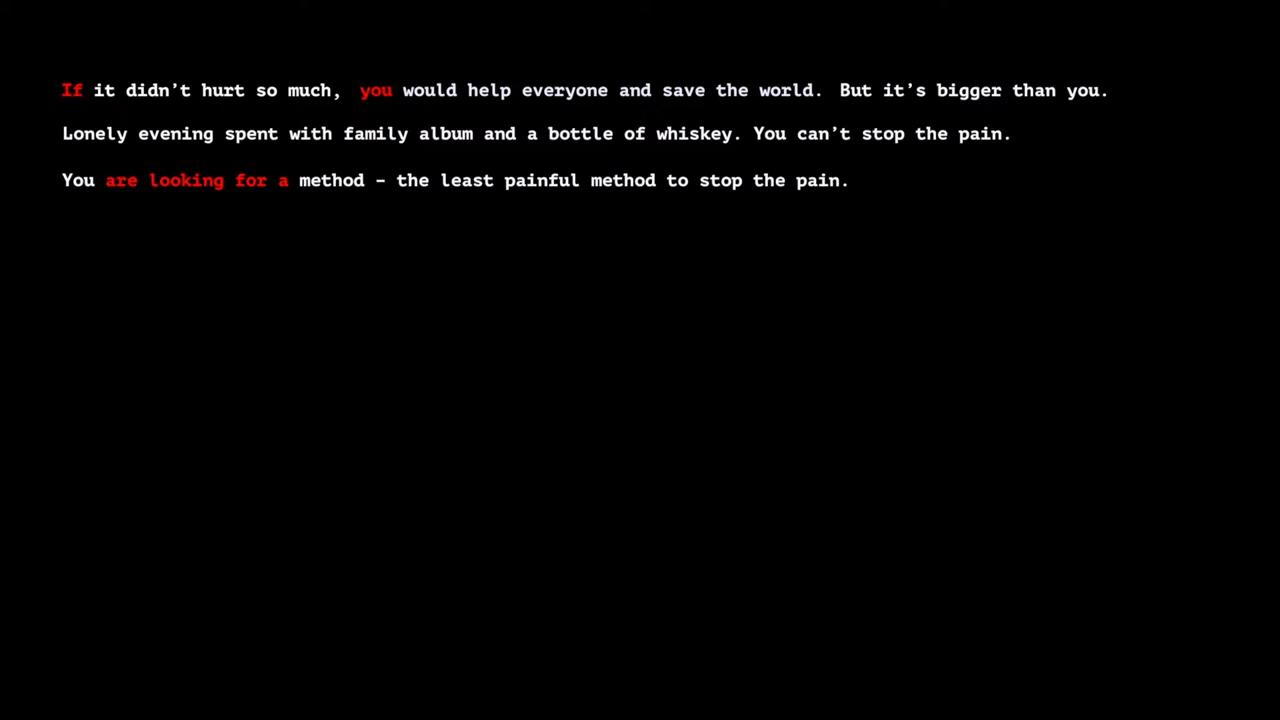 If it didn’t hurt so much, you would help everyone and save the world. But it’s bigger than you.
Lonely evening spent with family album and a bottle of whiskey. You can’t stop the pain.
You are looking for a method – the least painful method to stop the pain.